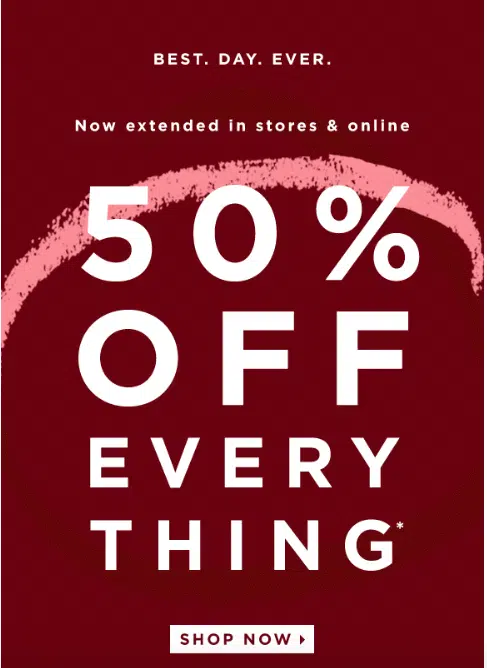 BEST. DAY. EVER.
Now extended in stores & online
50%
OFF
EVERY
THING*
SHOP NOW